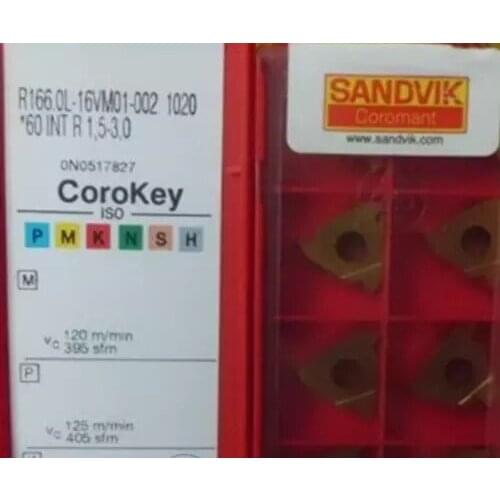 R166.0L-16VM01-002 1020
*60 INT R 1,5-3,0
0N0517827
CoroKey
ISO
P M K N S H
M
vc 120 m/min
395 sfm
P
vc 125 m/min
405 sfm
SANDVIK
Coromant
www.sandvik.com